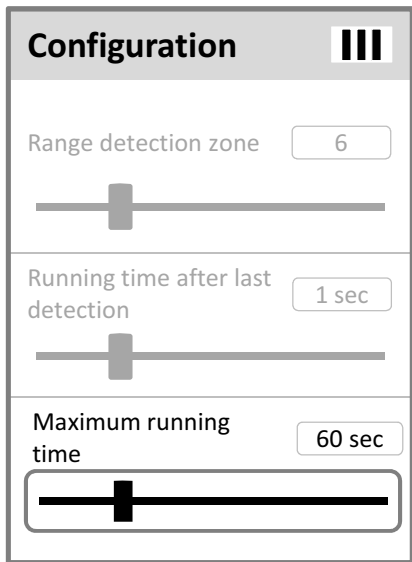 Configuration
Range detection zone 6
Running time after last
detection
1 sec
Maximum running
time
60 sec